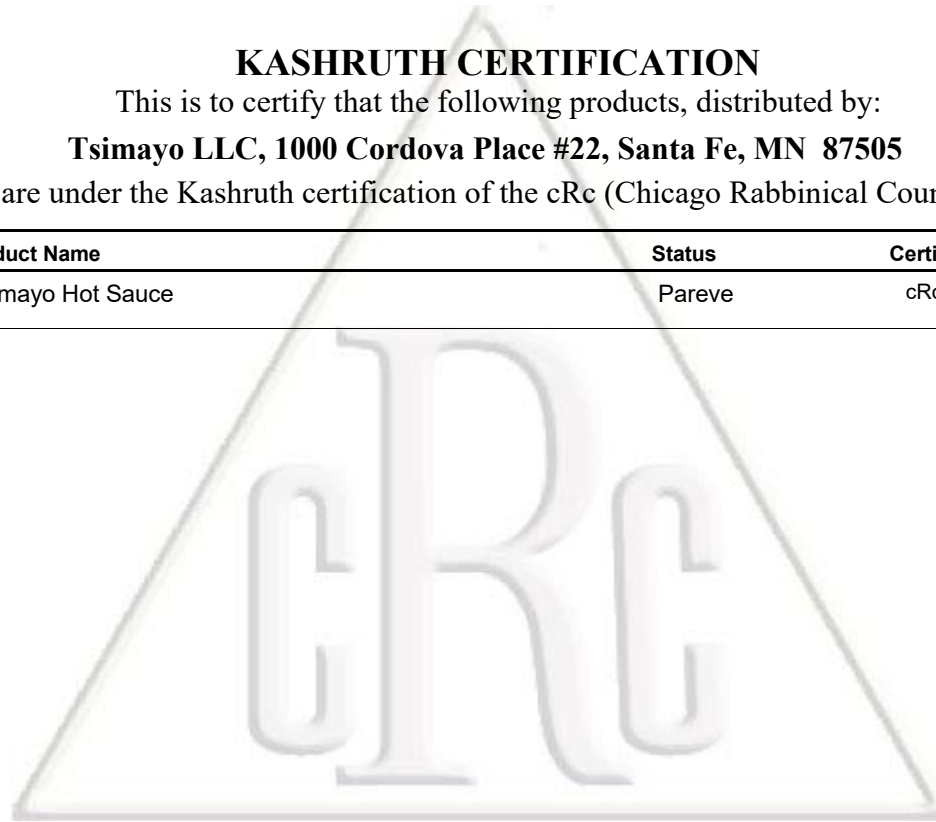 KASHRUTH CERTIFICATION
This is to certify that the following products, distributed by:
Tsimayo LLC, 1000 Cordova Place #22, Santa Fe, MN 87505
are under the Kashruth certification of the cRc (Chicago Rabbinical Coun
duct Name Status Certi
mayo Hot Sauce Pareve cRc
cRc